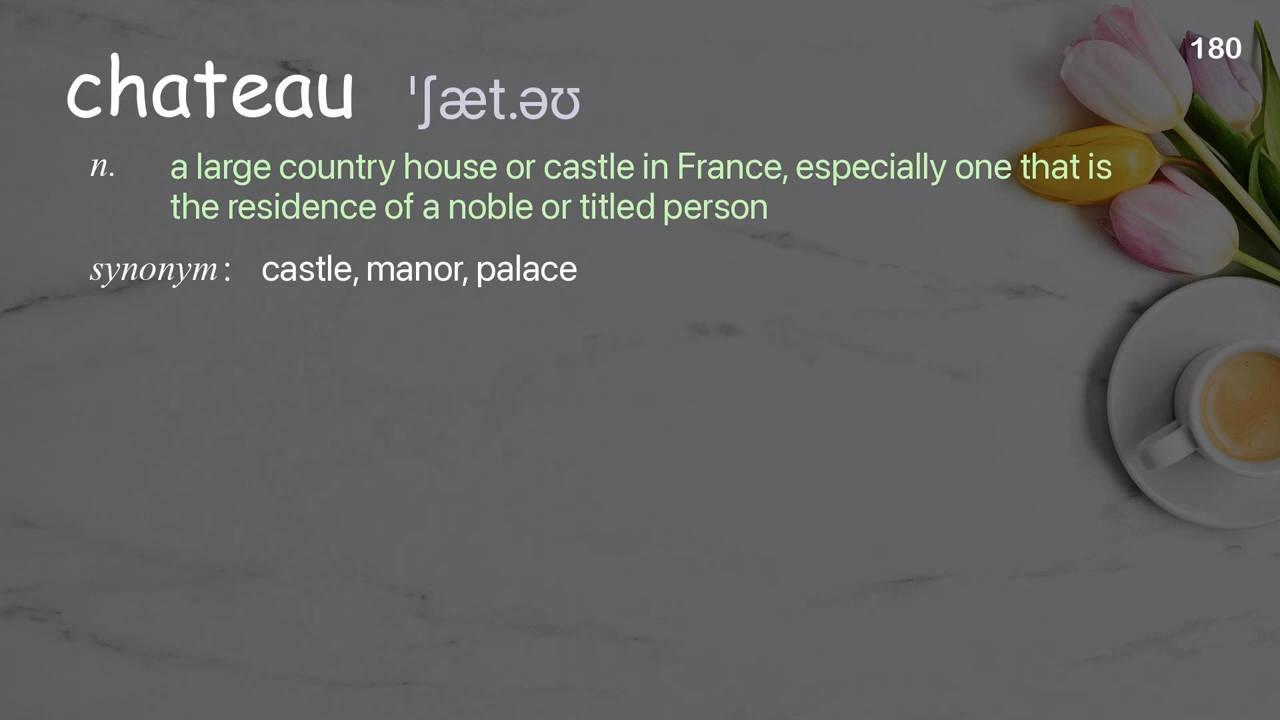 180
chateau ˈʃæt.əʊ
n. a large country house or castle in France, especially one that is
the residence of a noble or titled person
synonym: castle, manor, palace